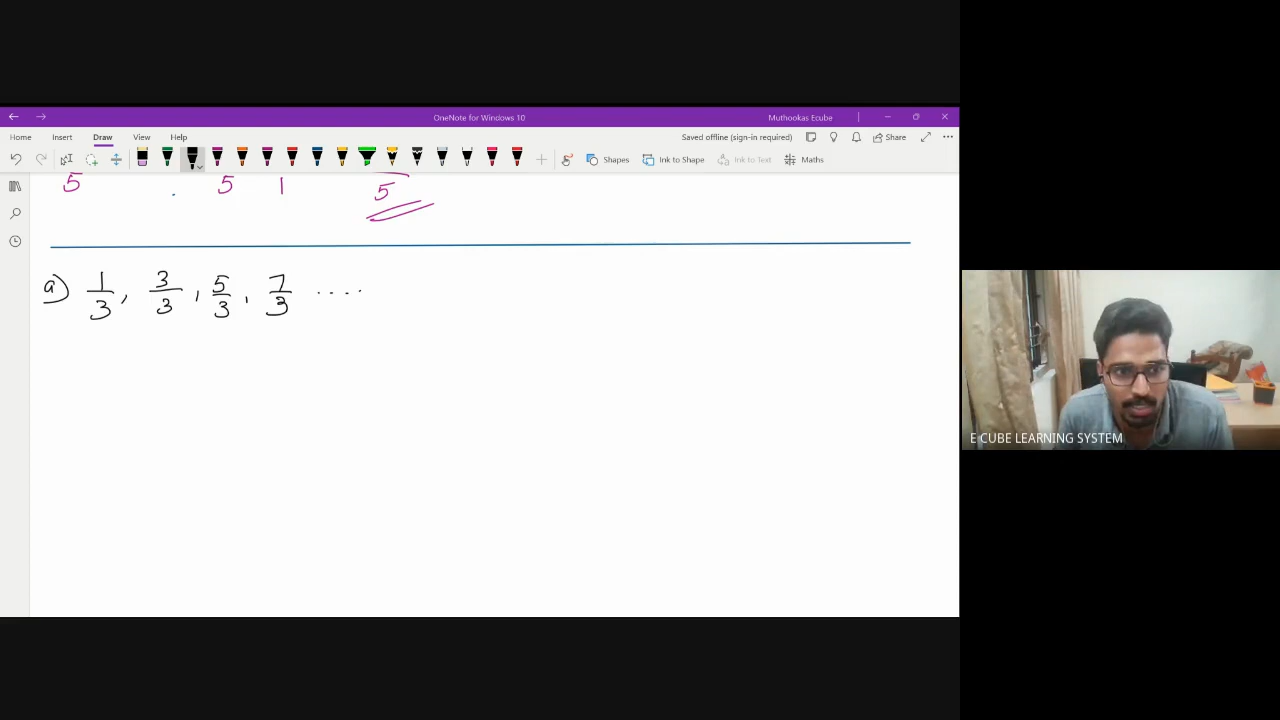 OneNote for Windows 10
Muthookas Ecube
Home Insert Draw View Help
Saved offline (sign-in required)
Share
Shapes
Ink to Shape
Ink to Text
Maths
5 . 5 1 5
a) 1/3, 3/3, 5/3, 7/3 ....
E CUBE LEARNING SYSTEM